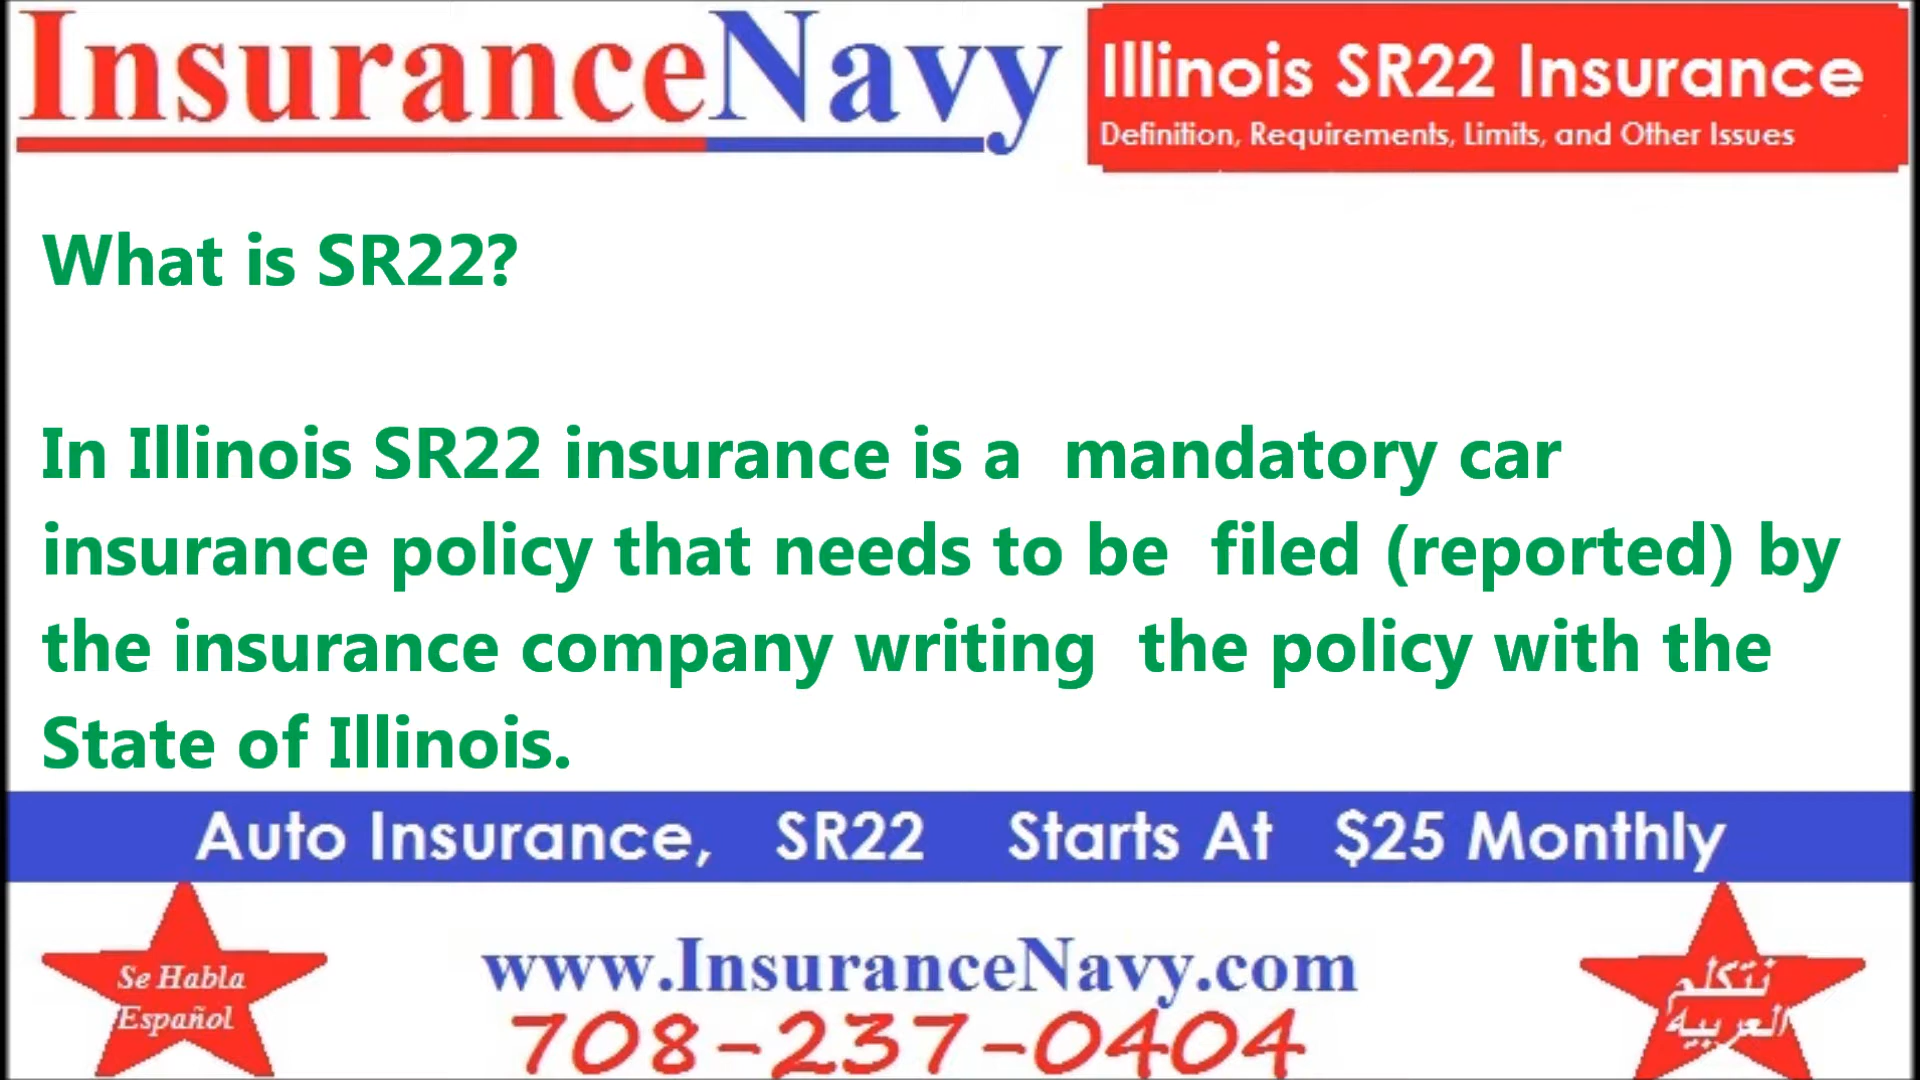 InsuranceNavy
Illinois SR22 Insurance
Definition, Requirements, Limits, and Other Issues
What is SR22?
In Illinois SR22 insurance is a mandatory car
insurance policy that needs to be filed (reported) by
the insurance company writing the policy with the
State of Illinois.
Auto Insurance, SR22 Starts At $25 Monthly
Se Habla
Español
www.InsuranceNavy.com
708-237-0404
نتكلم
العربيه